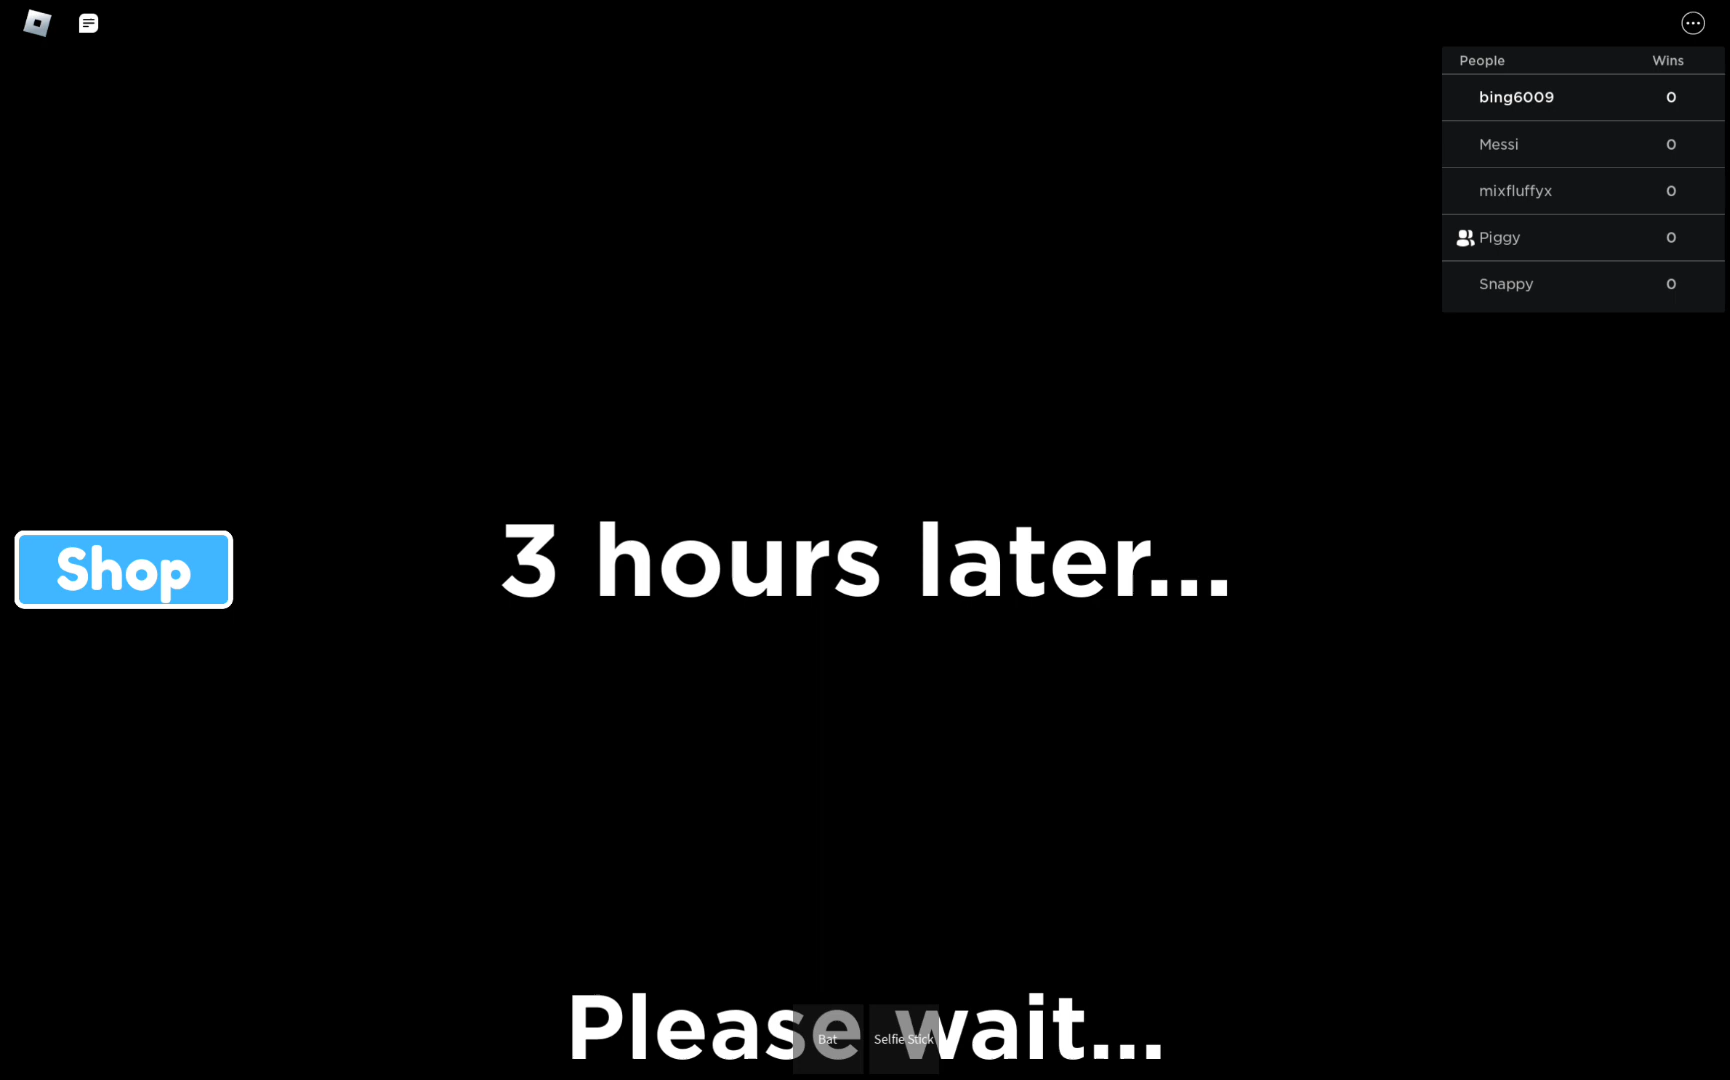 People Wins
bing6009 0
Messi 0
mixfluffyx 0
Piggy 0
Snappy 0
3 hours later...
Shop
Please wait...
Bat
Selfie Stick